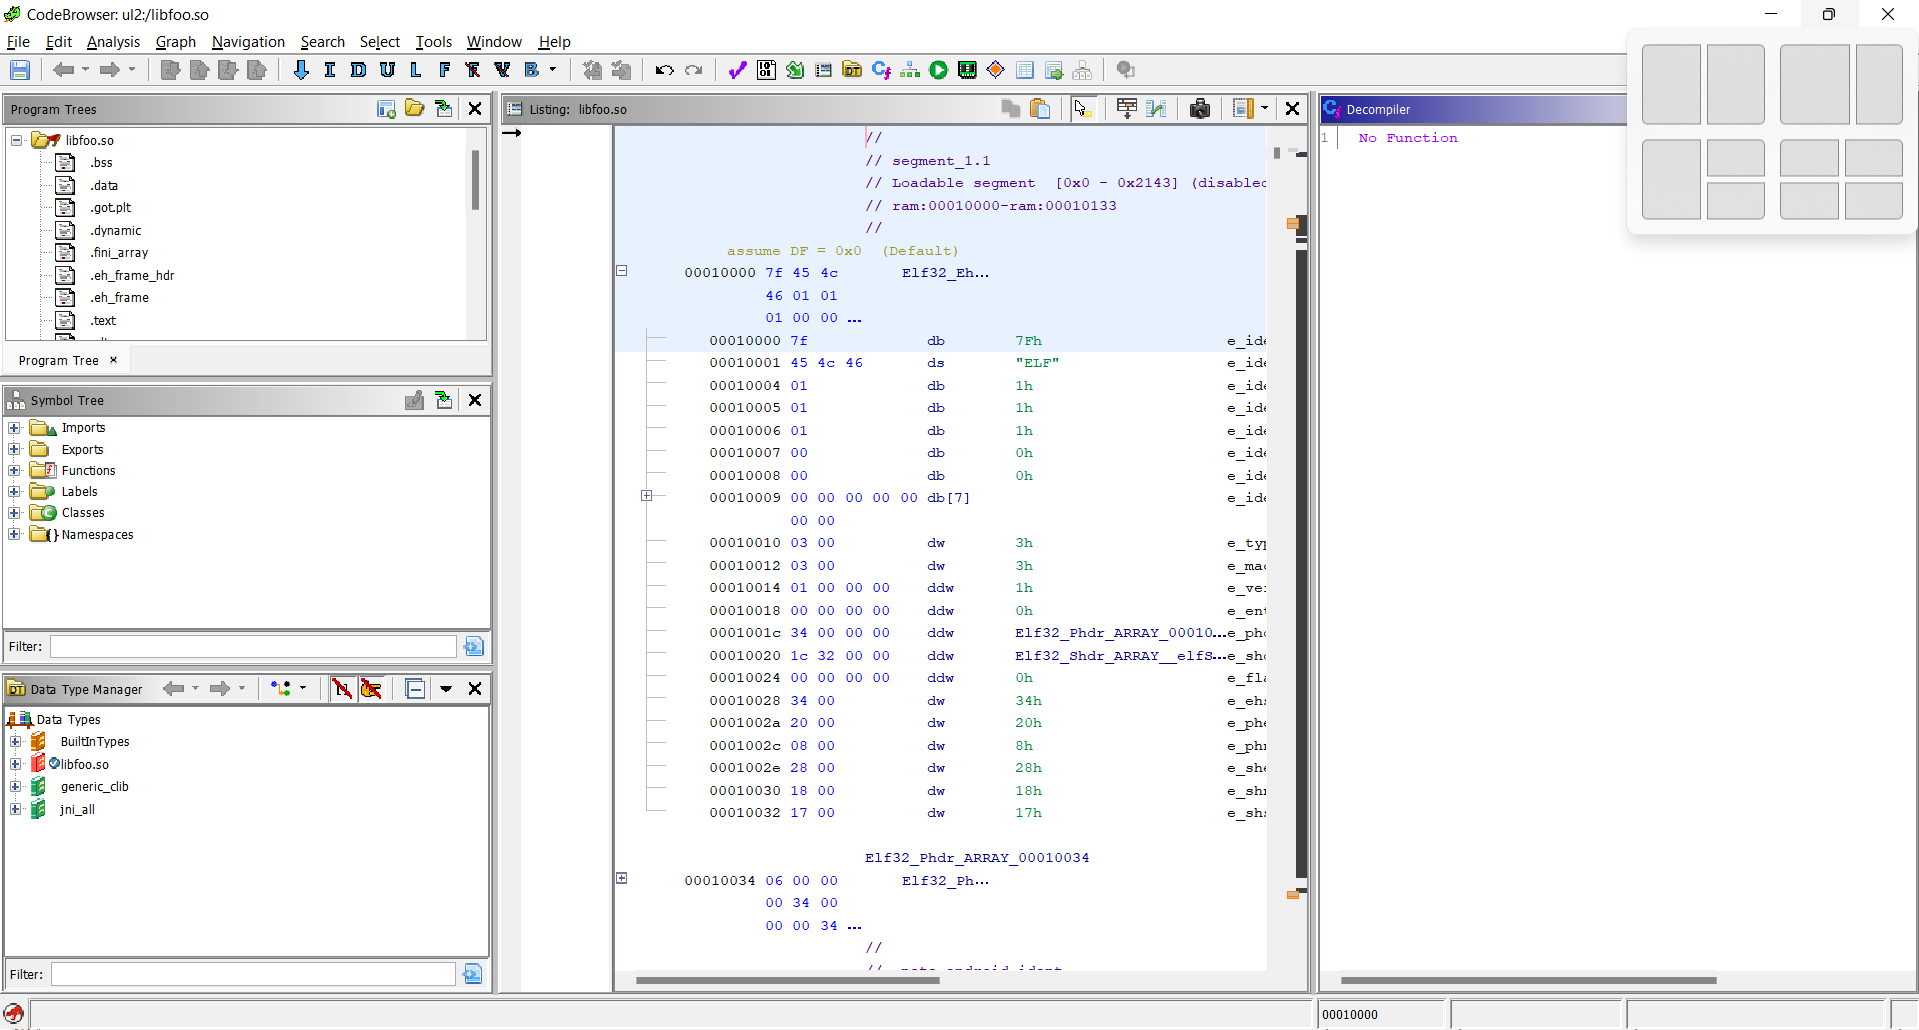 CodeBrowser: ul2:/libfoo.so
File Edit Analysis Graph Navigation Search Select Tools Window Help
I D U L F B
Program Trees
libfoo.so
.bss
.data
.got.plt
.dynamic
.fini_array
.eh_frame_hdr
.eh_frame
.text
Program Tree
Symbol Tree
Imports
Exports
Functions
Labels
Classes
Namespaces
Filter:
Data Type Manager
Data Types
BuiltInTypes
libfoo.so
generic_clib
jni_all
Filter:
Listing: libfoo.so
//
// segment_1.1
// Loadable segment [0x0 - 0x2143] (disabled
// ram:00010000-ram:00010133
//
assume DF = 0x0 (Default)
00010000 7f 45 4c Elf32_Eh...
46 01 01
01 00 00 ...
00010000 7f db 7Fh e_ide
00010001 45 4c 46 ds "ELF" e_ide
00010004 01 db 1h e_ide
00010005 01 db 1h e_ide
00010006 01 db 1h e_ide
00010007 00 db 0h e_ide
00010008 00 db 0h e_ide
00010009 00 00 00 00 00 db[7] e_ide
00 00
00010010 03 00 dw 3h e_typ
00010012 03 00 dw 3h e_mac
00010014 01 00 00 00 ddw 1h e_ver
00010018 00 00 00 00 ddw 0h e_ent
0001001c 34 00 00 00 ddw Elf32_Phdr_ARRAY_00010...e_pho
00010020 1c 32 00 00 ddw Elf32_Shdr_ARRAY__elfS...e_sho
00010024 00 00 00 00 ddw 0h e_fla
00010028 34 00 dw 34h e_ehs
0001002a 20 00 dw 20h e_phe
0001002c 08 00 dw 8h e_phn
0001002e 28 00 dw 28h e_she
00010030 18 00 dw 18h e_shn
00010032 17 00 dw 17h e_shs
Elf32_Phdr_ARRAY_00010034
00010034 06 00 00 Elf32_Ph...
00 34 00
00 00 34 ...
//
Decompiler
1 No Function
00010000